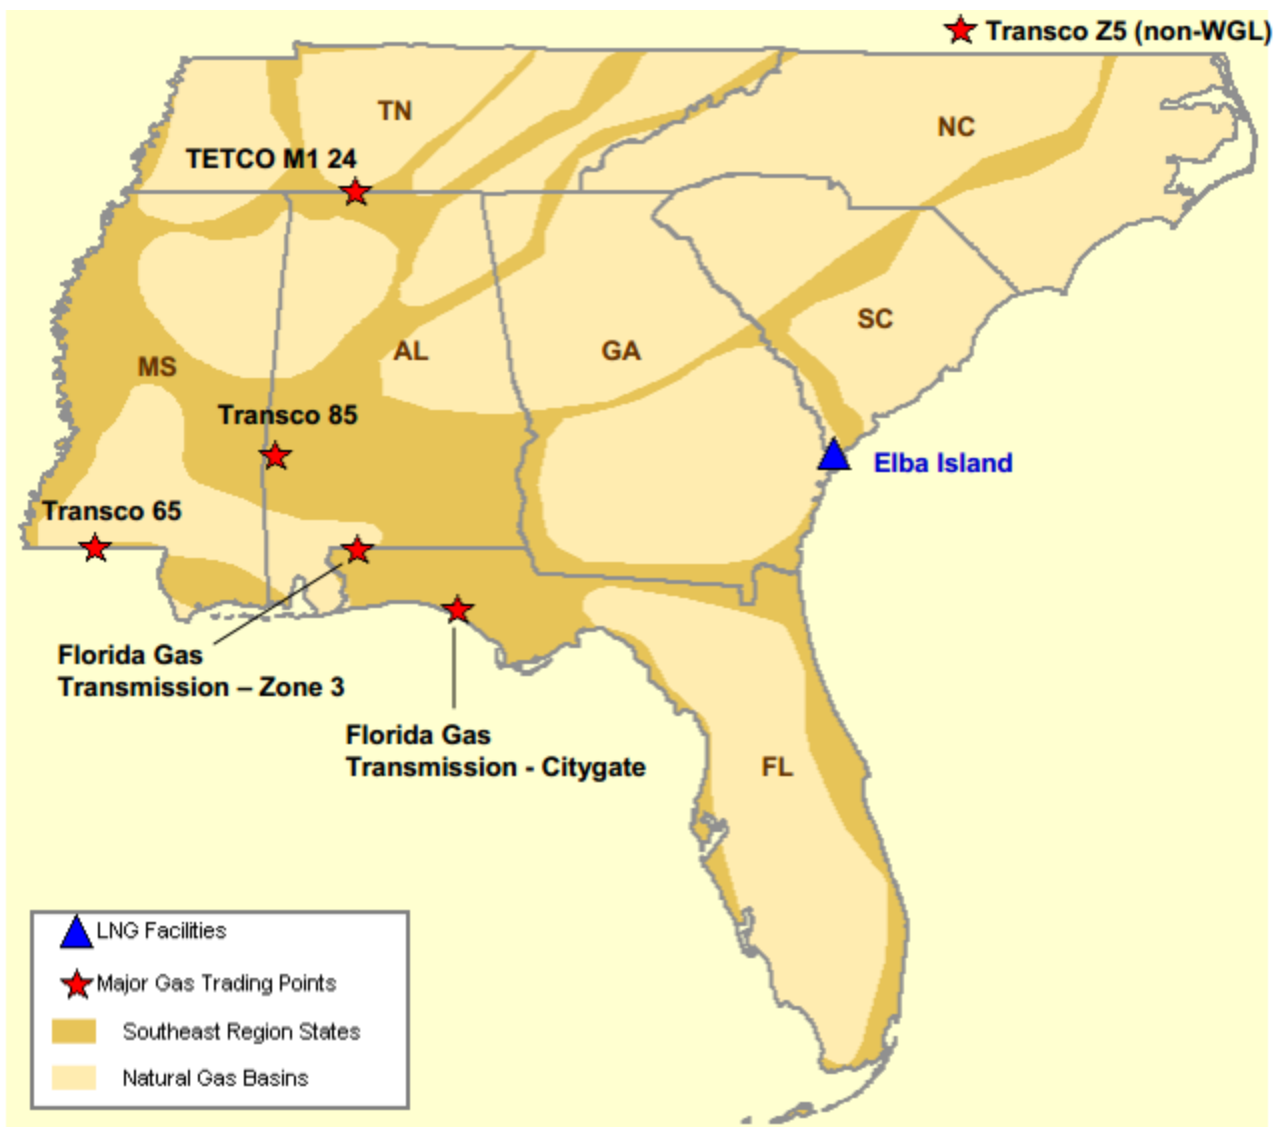 Transco Z5 (non-WGL)
TN
NC
TETCO M1 24
SC
MS
AL
GA
Transco 85
Elba Island
Transco 65
Florida Gas
Transmission – Zone 3
Florida Gas
Transmission - Citygate
FL
LNG Facilities
Major Gas Trading Points
Southeast Region States
Natural Gas Basins